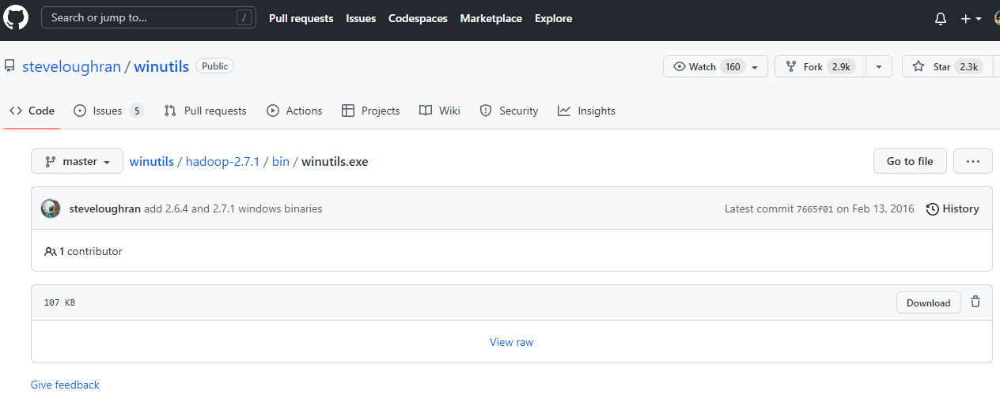 Search or jump to... /
Pull requests Issues Codespaces Marketplace Explore
steveloughran / winutils Public
Watch 160 Fork 2.9k Star 2.3k
Code Issues 5 Pull requests Actions Projects Wiki Security Insights
master winutils / hadoop-2.7.1 / bin / winutils.exe Go to file ...
steveloughran add 2.6.4 and 2.7.1 windows binaries Latest commit 7665f01 on Feb 13, 2016 History
1 contributor
107 KB Download
View raw
Give feedback